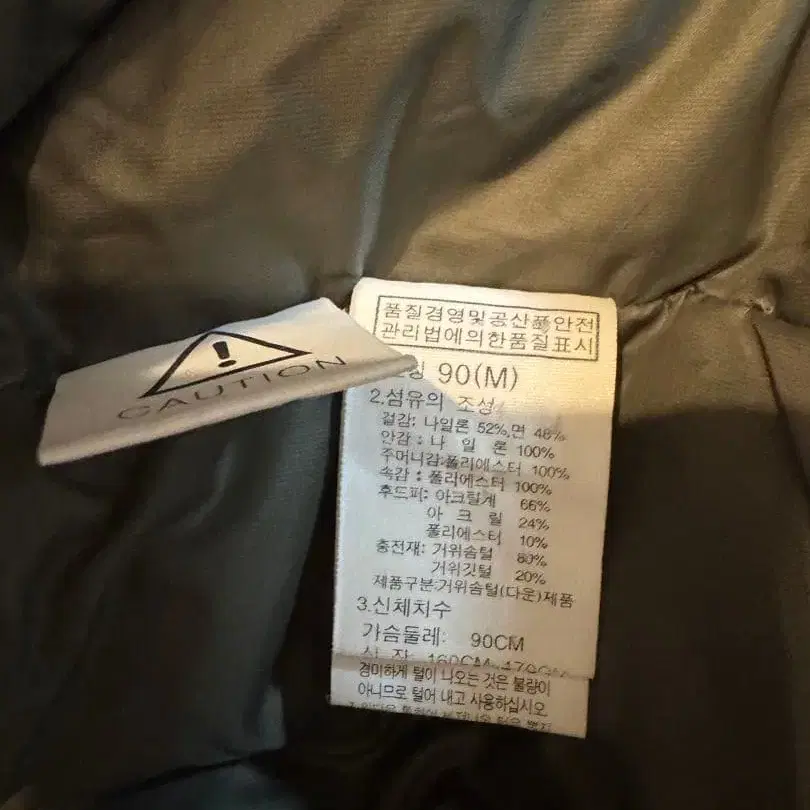 CAUTION
품질경영및공산품안전
관리법에의한품질표시
90(M)
2.섬유의 조성
겉감: 나일론 52%,면 48%
안감: 나 일 론 100%
주머니감:폴리에스터 100%
속감 : 폴리에스터 100%
후드퍼: 아크릴계 66%
아 크 릴 24%
폴리에스터 10%
충전재: 거위솜털 80%
거위깃털 20%
제품구분:거위솜털(다운)제품
3.신체치수
가슴둘레: 90CM
160CM
경미하게 털이 나오는 것은 불량이
아니므로 털어 내고 사용하십시오